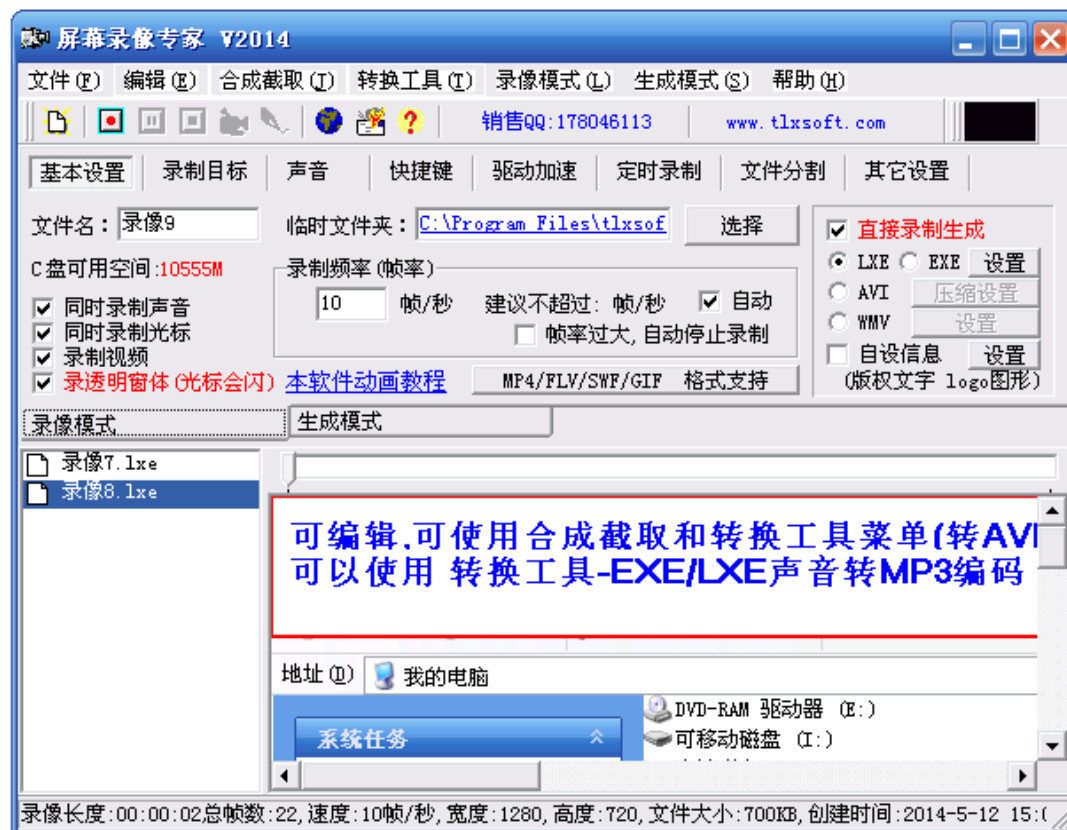 屏幕录像专家 V2014
文件(F) 编辑(E) 合成截取(J) 转换工具(T) 录像模式(L) 生成模式(S) 帮助(H)
销售QQ:178046113 www.tlxsoft.com
基本设置 录制目标 声音 快捷键 驱动加速 定时录制 文件分割 其它设置
文件名: 录像9 临时文件夹: C:\Program Files\tlxsof 选择
直接录制生成
C盘可用空间:10555M 录制频率(帧率)
LXE EXE 设置
10 帧/秒 建议不超过: 帧/秒 自动
AVI 压缩设置
同时录制声音
同时录制光标 帧率过大,自动停止录制
WMV 设置
录制视频
自设信息 设置
录透明窗体(光标会闪) 本软件动画教程 MP4/FLV/SWF/GIF 格式支持
(版权文字 logo图形)
录像模式 生成模式
录像7.lxe
录像8.lxe
可编辑,可使用合成截取和转换工具菜单(转AVI
可以使用 转换工具-EXE/LXE声音转MP3编码
地址(D) 我的电脑
DVD-RAM 驱动器 (E:)
系统任务
可移动磁盘 (I:)
录像长度:00:00:02总帧数:22,速度:10帧/秒,宽度:1280,高度:720,文件大小:700KB,创建时间:2014-5-12 15: